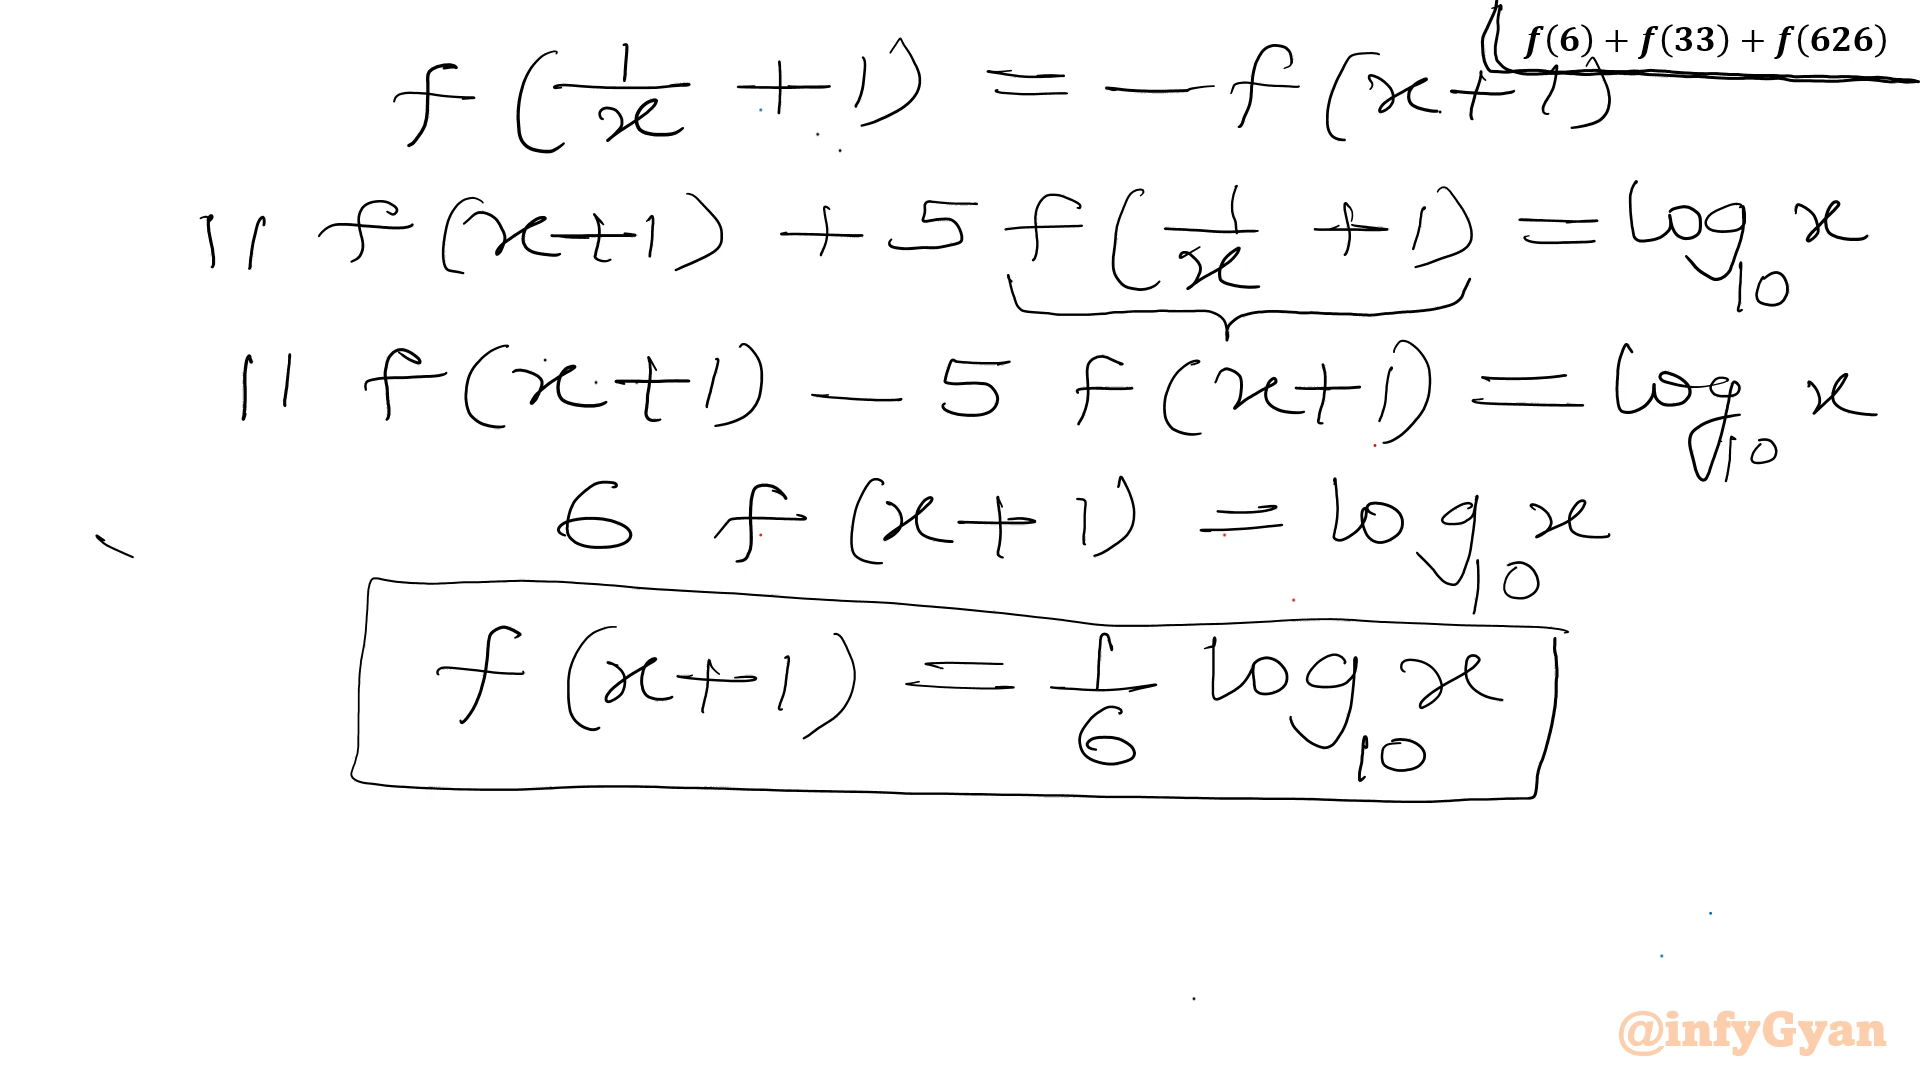 f(6) + f(33) + f(626)
f(1/x + 1) = - f(x+1)
11 f(x+1) + 5 f(1/x + 1) = log₁₀ x
11 f(x+1) - 5 f(x+1) = log₁₀ x
6 f(x+1) = log₁₀ x
f(x+1) = 1/6 log₁₀ x
@infyGyan